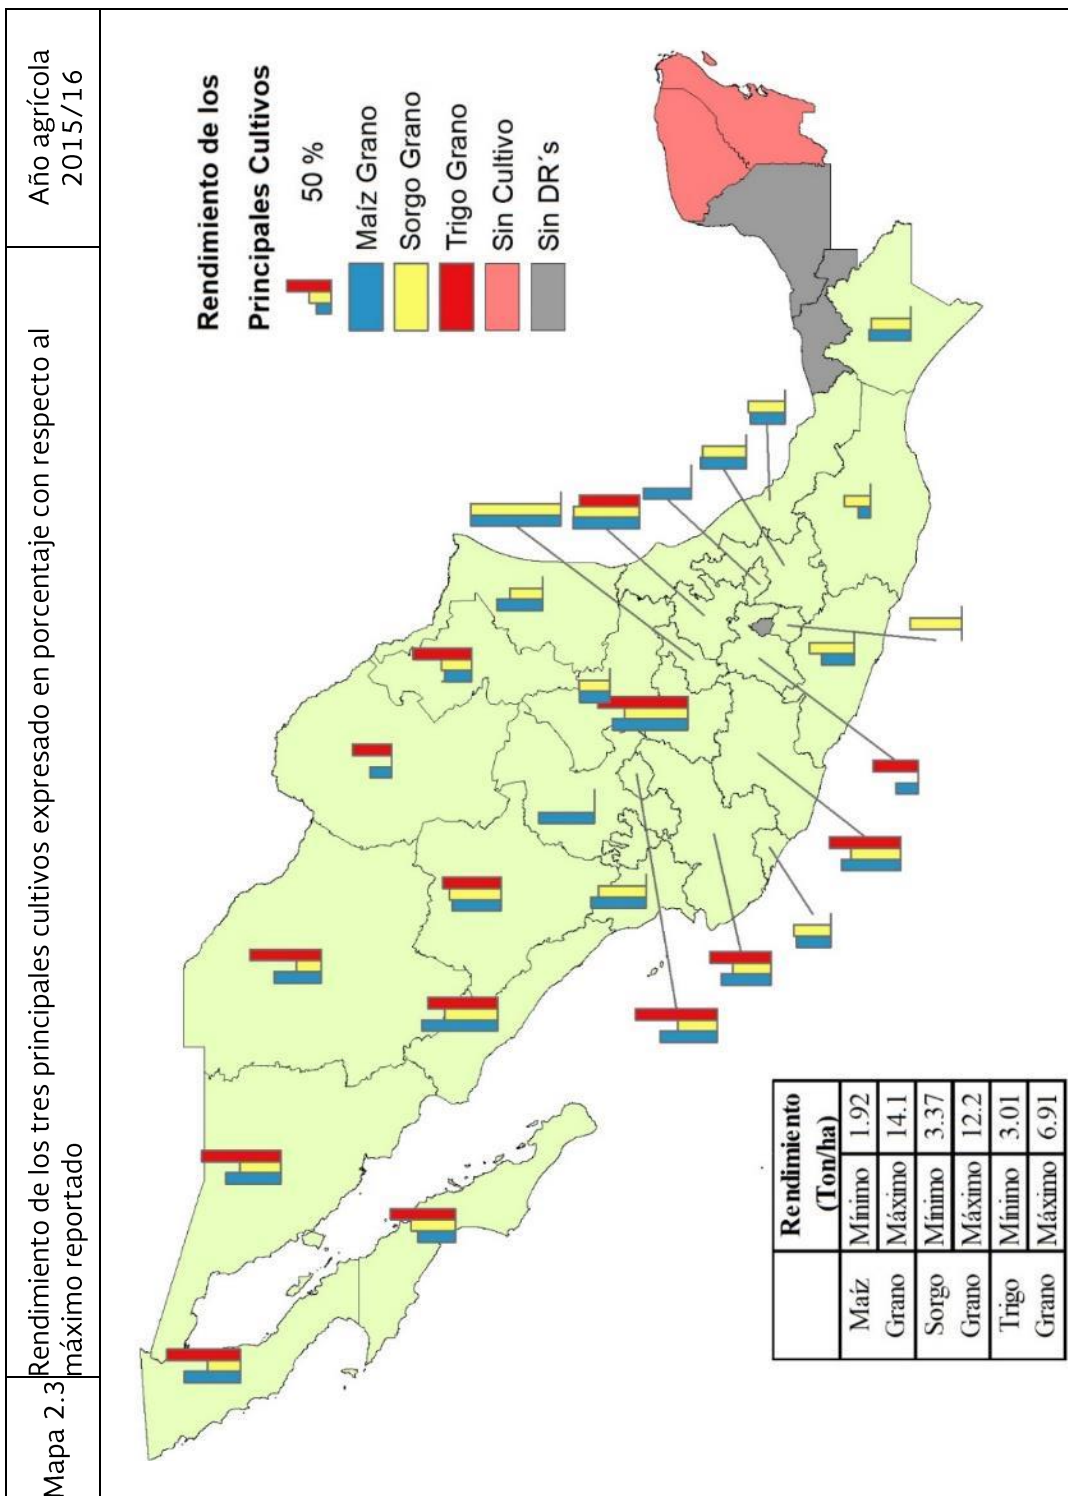 Mapa 2.3
Rendimiento de los tres principales cultivos expresado en porcentaje con respecto al
máximo reportado
Año agrícola
2015/16
Rendimiento de los
Principales Cultivos
50 %
Maíz Grano
Sorgo Grano
Trigo Grano
Sin Cultivo
Sin DR´s
Rendimiento
(Ton/ha)
Maíz Mínimo 1.92
Grano Máximo 14.1
Sorgo Mínimo 3.37
Grano Máximo 12.2
Trigo Mínimo 3.01
Grano Máximo 6.91